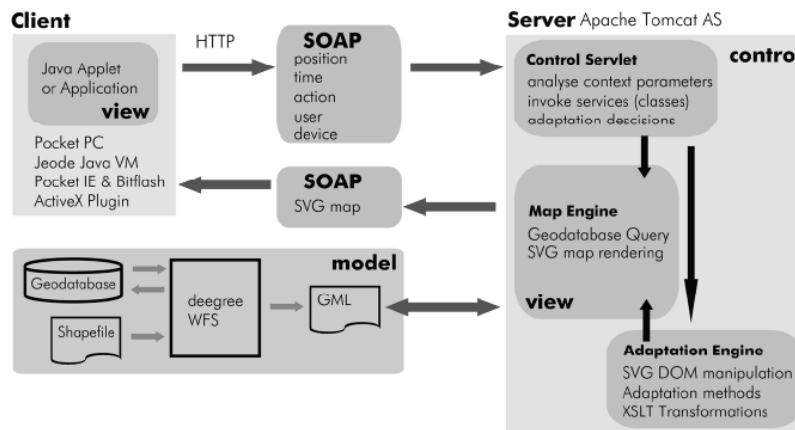 Client
Java Applet
or Application
view
Pocket PC
Jeode Java VM
Pocket IE & Bitflash
ActiveX Plugin
HTTP
SOAP
position
time
action
user
device
SOAP
SVG map
Server Apache Tomcat AS
control
Control Servlet
analyse context parameters
invoke services (classes)
adaptation descisions
Map Engine
Geodatabase Query
SVG map rendering
view
Adaptation Engine
SVG DOM manipulation
Adaptation methods
XSLT Transformations
model
Geodatabase
Shapefile
deegree
WFS
GML